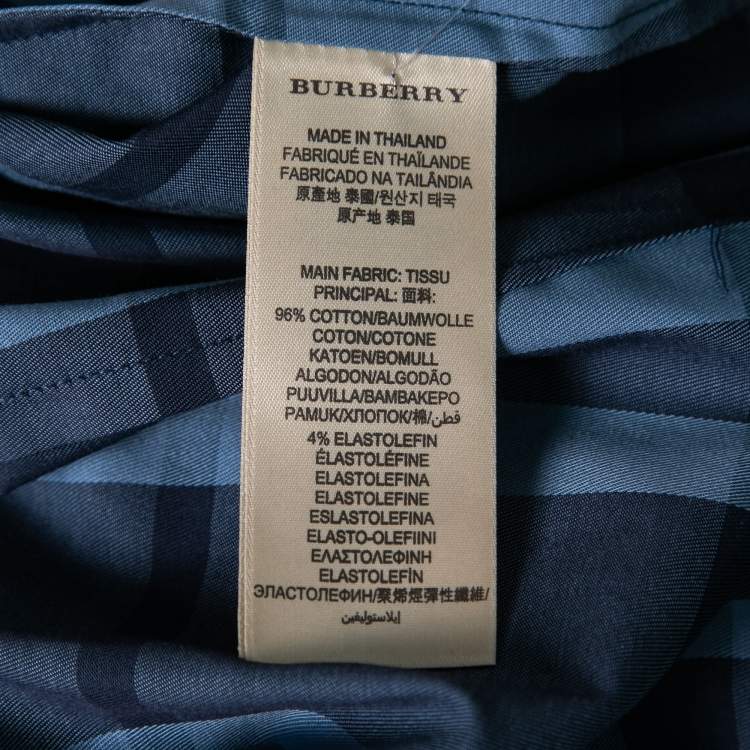 BURBERRY
MADE IN THAILAND
FABRIQUÉ EN THAÏLANDE
FABRICADO NA TAILÂNDIA
原產地 泰國/원산지 태국
原产地 泰国
MAIN FABRIC: TISSU
PRINCIPAL: 面料:
96% COTTON/BAUMWOLLE
COTON/COTONE
KATOEN/BOMULL
ALGODON/ALGODÃO
PUUVILLA/ΒΑΜΒΑΚΕΡΟ
PAMUK/ХЛОПОК/棉/قطن/
4% ELASTOLEFIN
ÉLASTOLÉFINE
ELASTOLEFINA
ELASTOLEFINE
ESLASTOLEFINA
ELASTO-OLEFIINI
ΕΛΑΣΤΟΛΕΦΙΝΗ
ELASTOLEFİN
ЭЛАСТОЛЕФИН/聚烯烴彈性纖維/
إيلاستوليفين